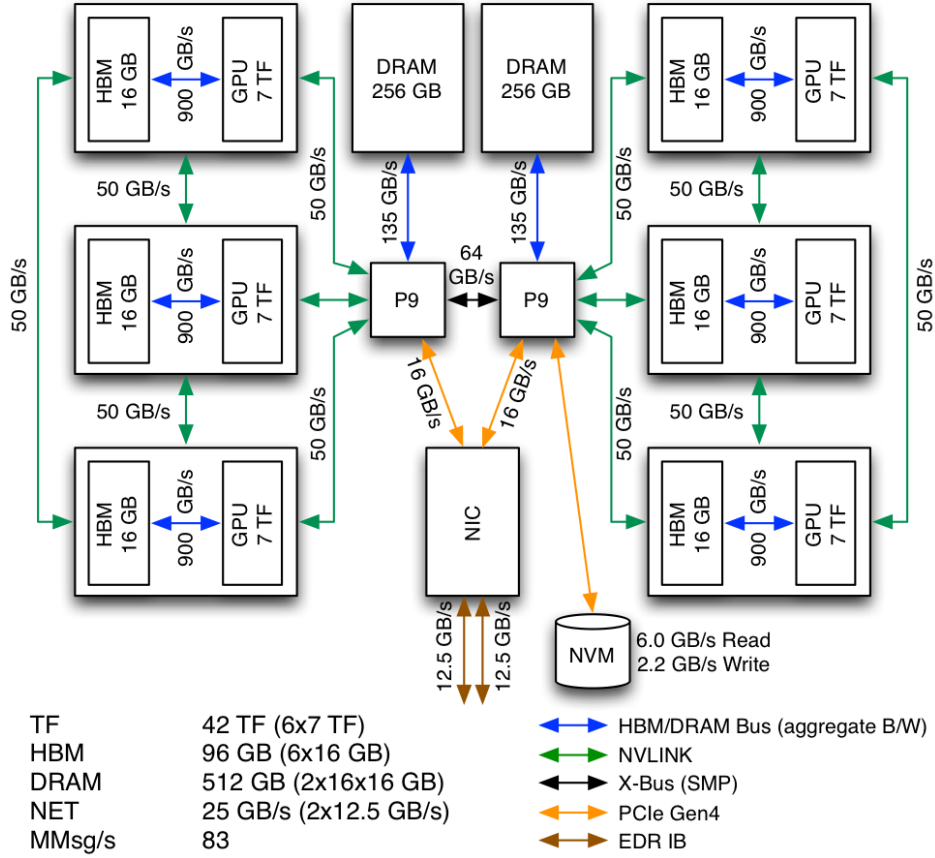 HBM
16 GB
900
GB/s
GPU
7 TF
DRAM
256 GB
DRAM
256 GB
HBM
16 GB
900
GB/s
GPU
7 TF
50 GB/s
50 GB/s
135 GB/s
135 GB/s
50 GB/s
50 GB/s
50 GB/s
HBM
16 GB
900
GB/s
GPU
7 TF
P9
64
GB/s
P9
HBM
16 GB
900
GB/s
GPU
7 TF
50 GB/s
50 GB/s
50 GB/s
16 GB/s
16 GB/s
50 GB/s
50 GB/s
HBM
16 GB
900
GB/s
GPU
7 TF
NIC
HBM
16 GB
900
GB/s
GPU
7 TF
12.5 GB/s
12.5 GB/s
NVM
6.0 GB/s Read
2.2 GB/s Write
TF 42 TF (6x7 TF)
HBM 96 GB (6x16 GB)
DRAM 512 GB (2x16x16 GB)
NET 25 GB/s (2x12.5 GB/s)
MMsg/s 83
HBM/DRAM Bus (aggregate B/W)
NVLINK
X-Bus (SMP)
PCIe Gen4
EDR IB